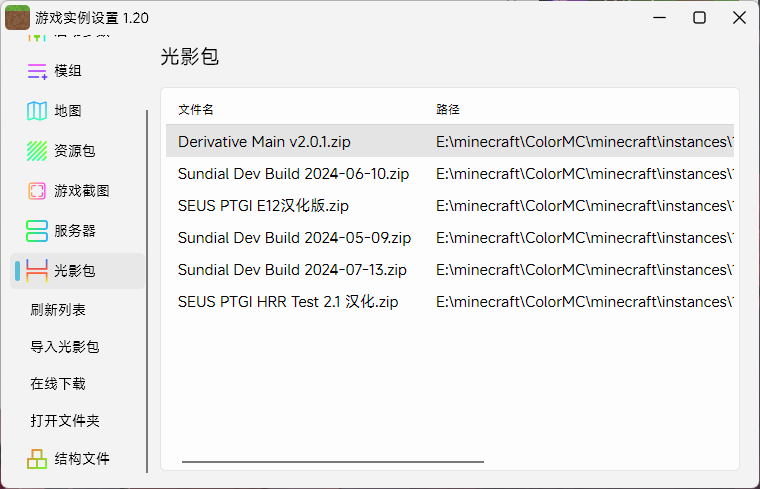 游戏实例设置 1.20
模组
地图
资源包
游戏截图
服务器
光影包
刷新列表
导入光影包
在线下载
打开文件夹
结构文件
光影包
文件名 路径
Derivative Main v2.0.1.zip E:\minecraft\ColorMC\minecraft\instances\
Sundial Dev Build 2024-06-10.zip E:\minecraft\ColorMC\minecraft\instances\
SEUS PTGI E12汉化版.zip E:\minecraft\ColorMC\minecraft\instances\
Sundial Dev Build 2024-05-09.zip E:\minecraft\ColorMC\minecraft\instances\
Sundial Dev Build 2024-07-13.zip E:\minecraft\ColorMC\minecraft\instances\
SEUS PTGI HRR Test 2.1 汉化.zip E:\minecraft\ColorMC\minecraft\instances\